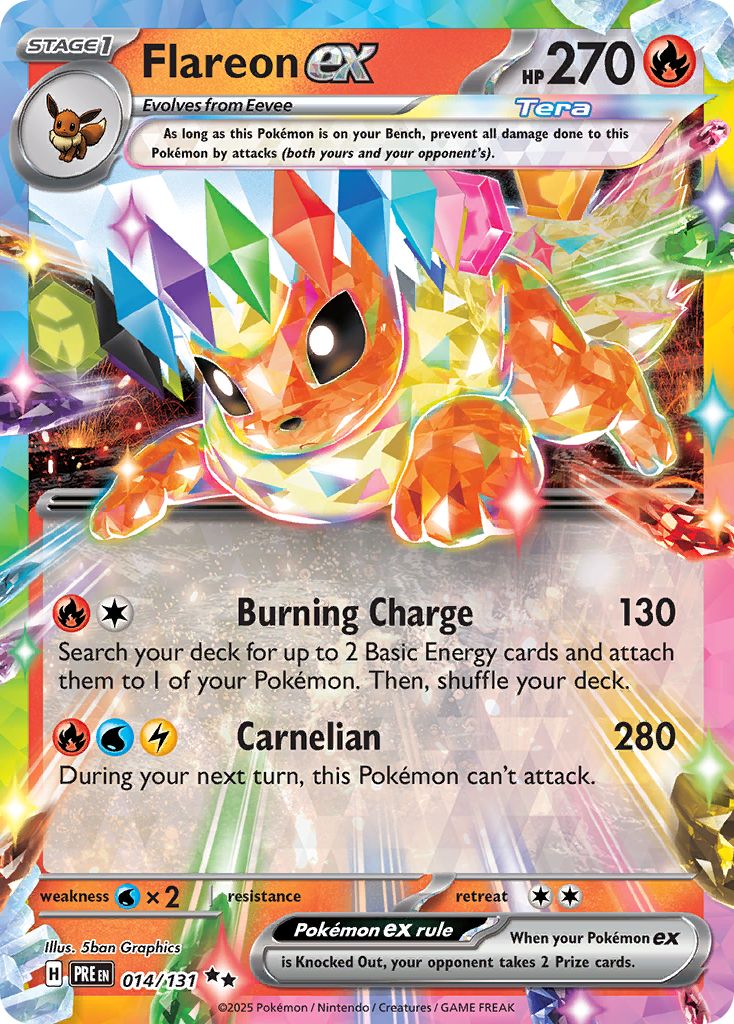 STAGE1
Flareon ex
HP 270
Evolves from Eevee
Tera
As long as this Pokémon is on your Bench, prevent all damage done to this
Pokémon by attacks (both yours and your opponent's).
Burning Charge 130
Search your deck for up to 2 Basic Energy cards and attach
them to 1 of your Pokémon. Then, shuffle your deck.
Carnelian 280
During your next turn, this Pokémon can't attack.
weakness ×2 resistance retreat
Illus. 5ban Graphics
Pokémon ex rule
When your Pokémon ex
is Knocked Out, your opponent takes 2 Prize cards.
H PRE EN 014/131 ★★
©2025 Pokémon / Nintendo / Creatures / GAME FREAK